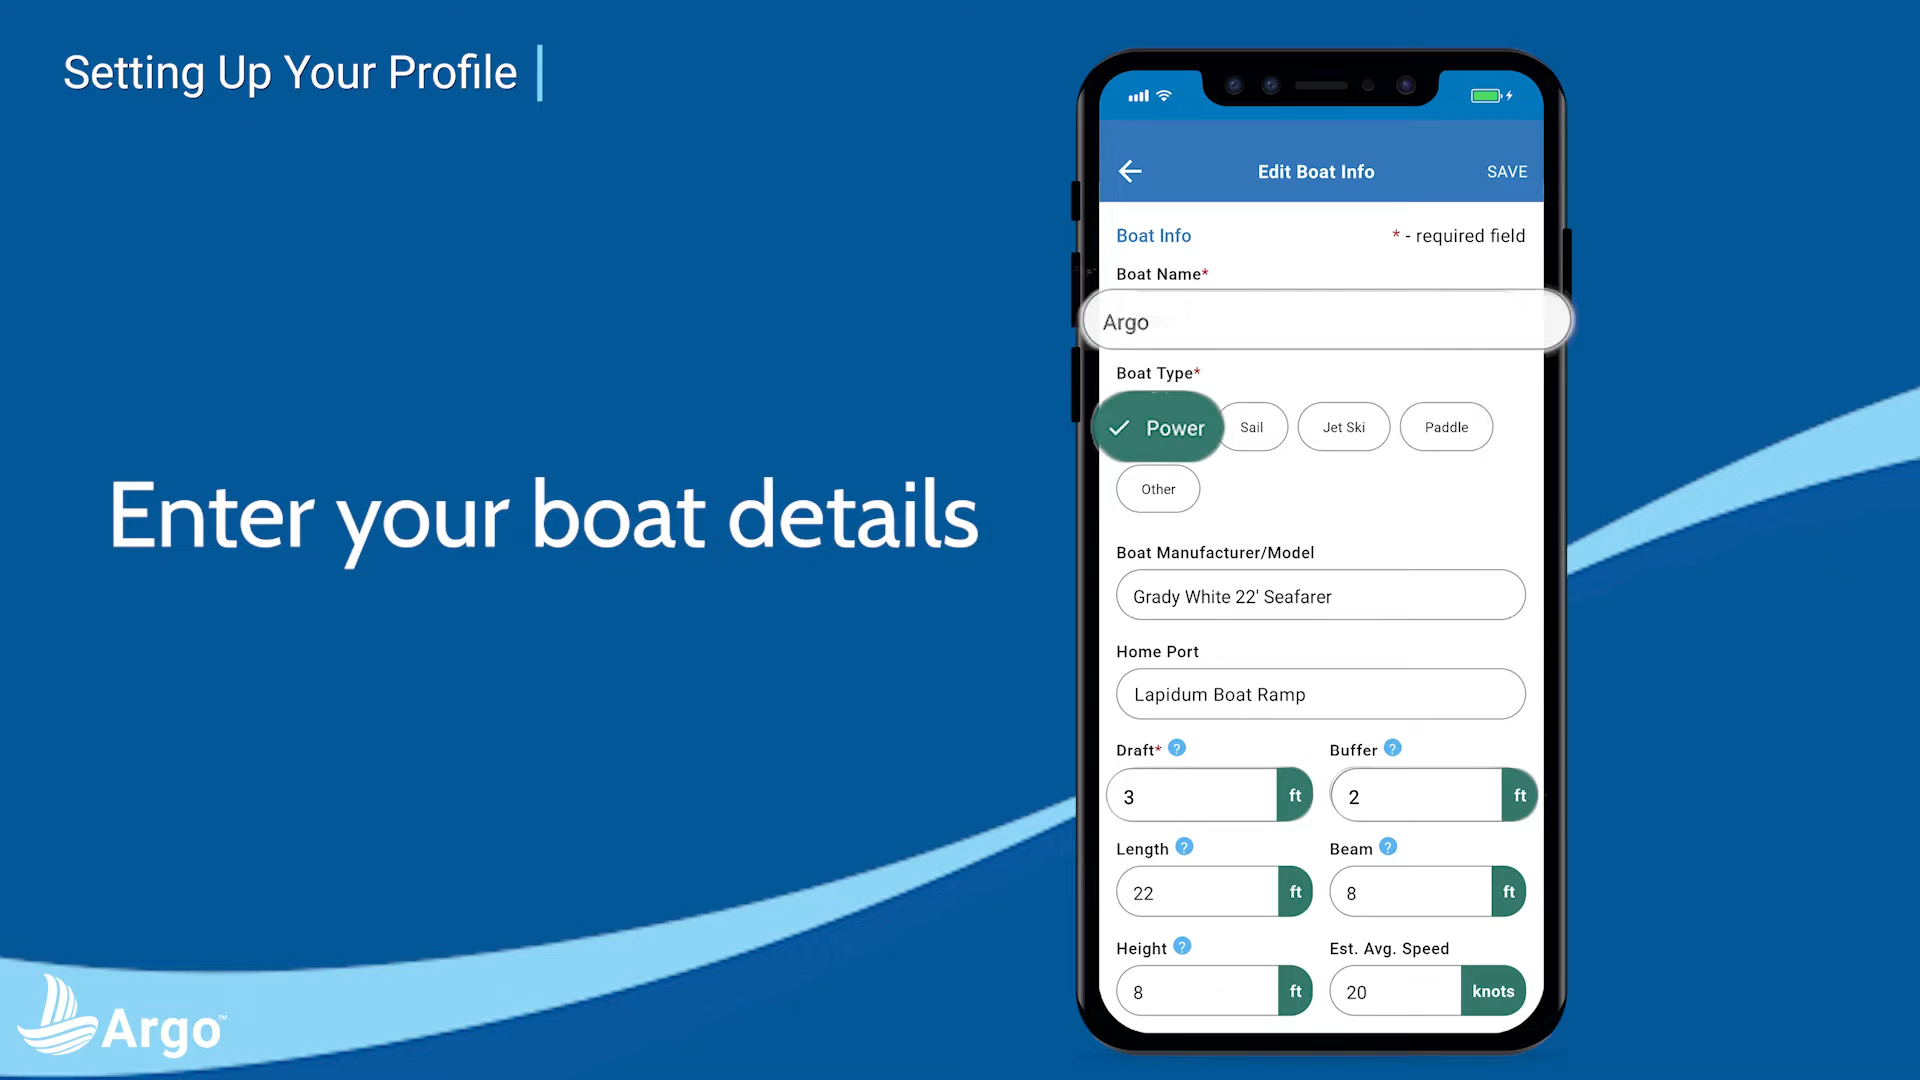 Setting Up Your Profile
Enter your boat details
Argo™
Edit Boat Info SAVE
Boat Info * - required field
Boat Name*
Argo
Boat Type*
Power Sail Jet Ski Paddle
Other
Boat Manufacturer/Model
Grady White 22' Seafarer
Home Port
Lapidum Boat Ramp
Draft* ? Buffer ?
3 ft 2 ft
Length ? Beam ?
22 ft 8 ft
Height ? Est. Avg. Speed
8 ft 20 knots